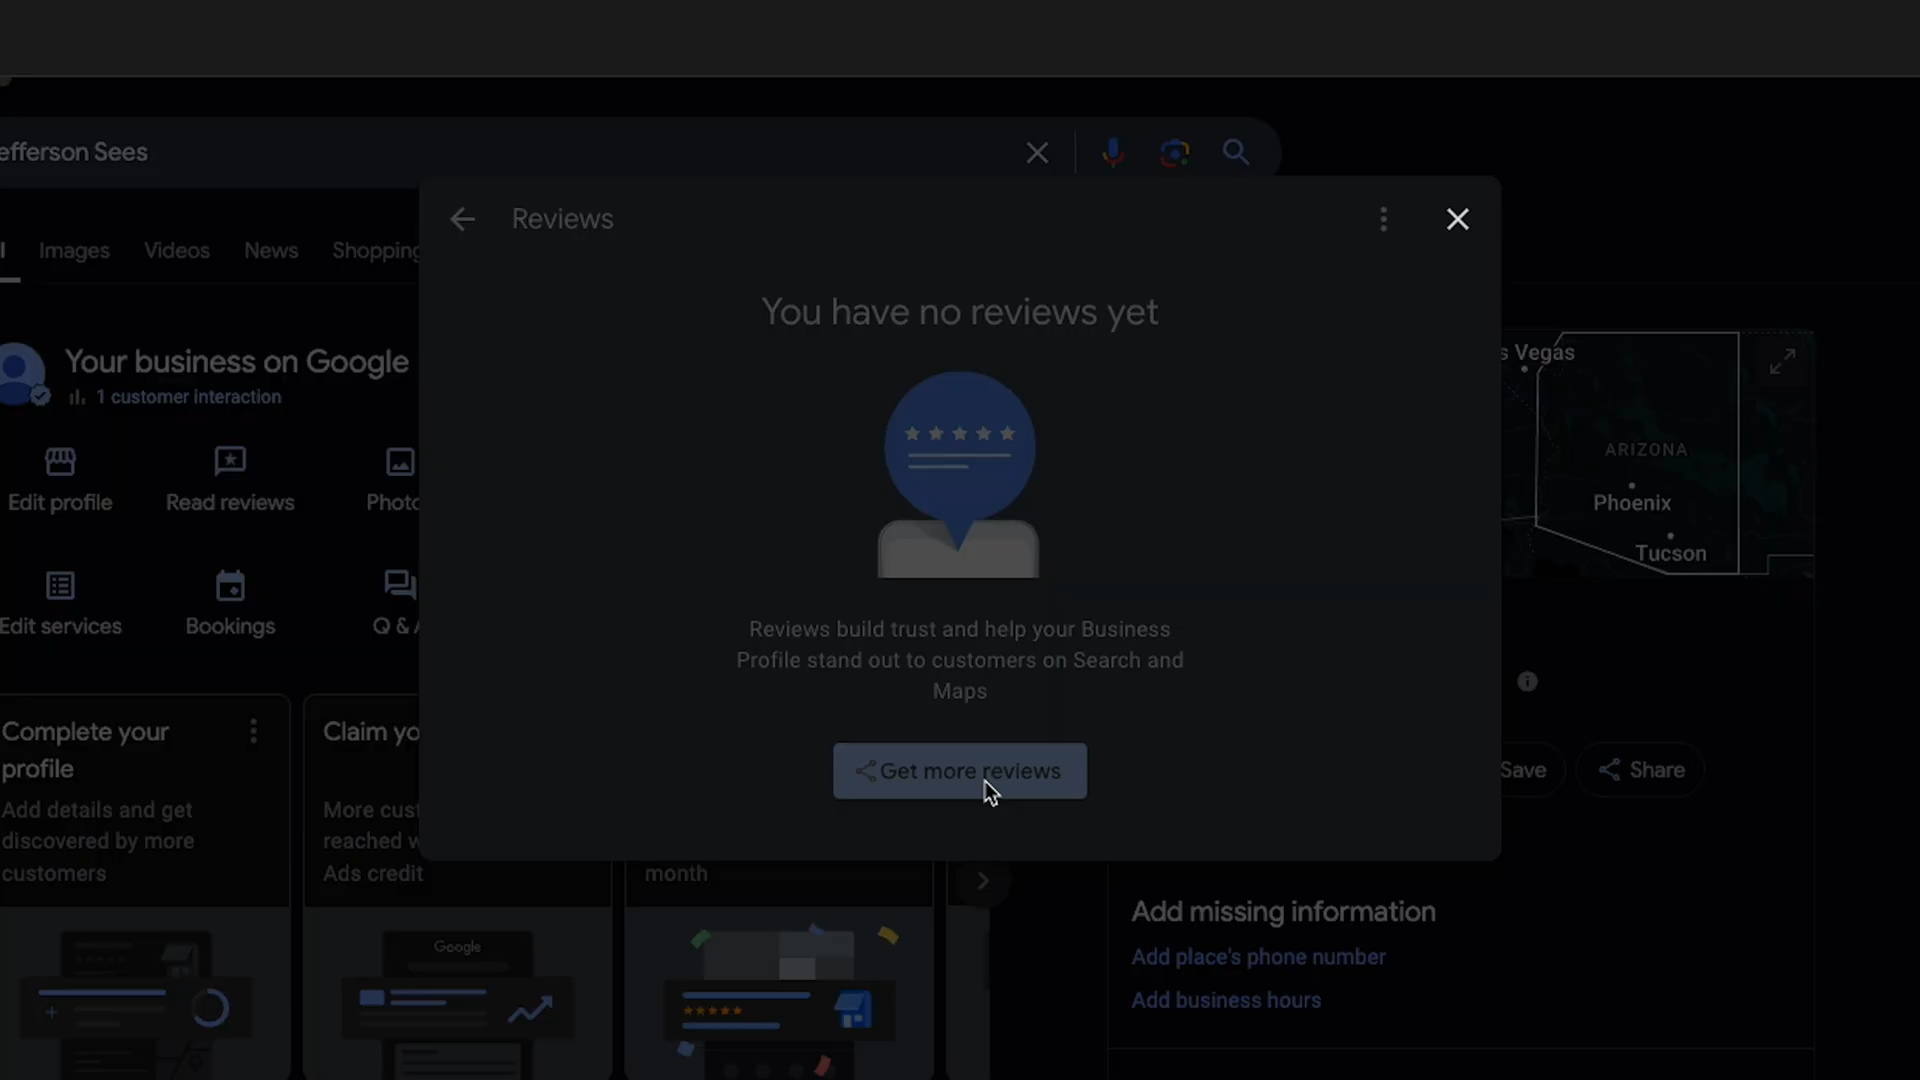 efferson Sees
Images Videos News Shopping
Reviews
You have no reviews yet
Reviews build trust and help your Business
Profile stand out to customers on Search and
Maps
Get more reviews
Your business on Google
1 customer interaction
Edit profile Read reviews Photo
Edit services Bookings Q &
Complete your
profile
Add details and get
discovered by more
customers
Claim yo
More cust
reached w
Ads credit
month
Google
s Vegas
ARIZONA
Phoenix
Tucson
Save Share
Add missing information
Add place's phone number
Add business hours